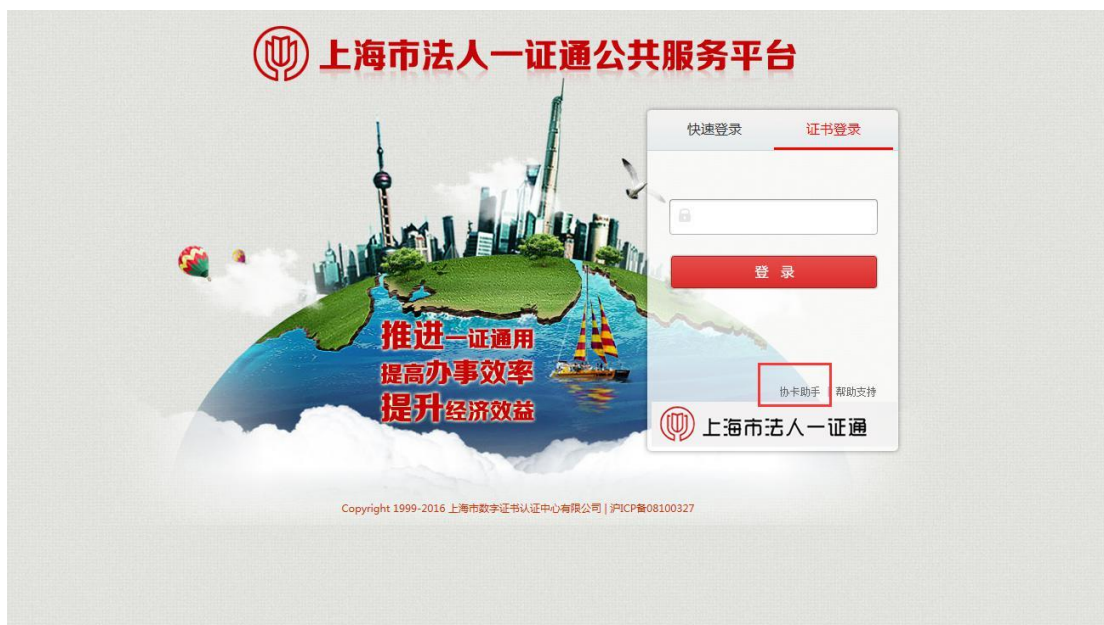 上海市法人一证通公共服务平台
快速登录 证书登录
登 录
推进一证通用
提高办事效率
提升经济效益
协卡助手 | 帮助支持
上海市法人一证通
Copyright 1999-2016 上海市数字证书认证中心有限公司 | 沪ICP备08100327